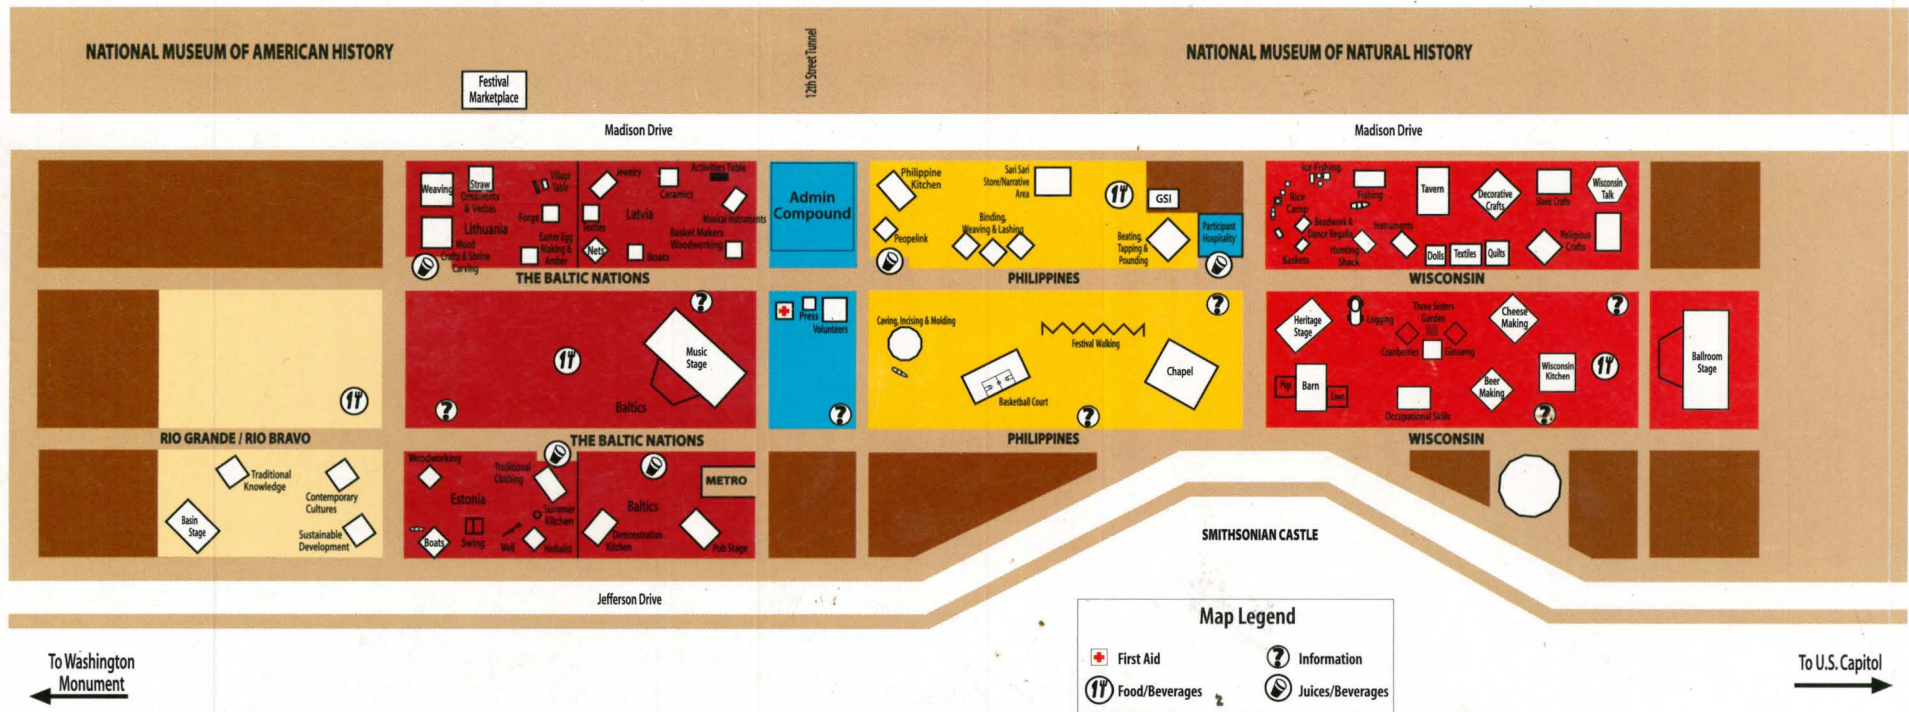 NATIONAL MUSEUM OF AMERICAN HISTORY
Festival
Marketplace
12th Street Tunnel
NATIONAL MUSEUM OF NATURAL HISTORY
Madison Drive
Madison Drive
Weaving
Straw
Ornaments
& Verbas
Village
Table
Forge
Lithuania
Wood
Crafts & Shrine
Carving
Easter Egg
Making &
Amber
Jewelry
Ceramics
Activities Table
Musical Instruments
Textiles
Latvia
Nets
Boats
Basket Makers
Woodworking
THE BALTIC NATIONS
Admin
Compound
Philippine
Kitchen
Sari Sari
Store/Narrative
Area
GSI
Peopelink
Binding,
Weaving & Lashing
Beating,
Tapping &
Pounding
Participant
Hospitality
PHILIPPINES
Ice Fishing
Fishing
Rice
Camp
Beadwork &
Dance Regalia
Baskets
Hunting
Shack
Instruments
Tavern
Decorative
Crafts
Slavic Crafts
Wisconsin
Talk
Dolls
Textiles
Quilts
Religious
Crafts
WISCONSIN
Music
Stage
Baltics
Press
Volunteers
Caving, Incising & Molding
Festival Walking
Basketball Court
Chapel
Heritage
Stage
Logging
Three Sisters
Garden
Cranberries
Ginseng
Cheese
Making
Barn
Cows
Occupational Skills
Beer
Making
Wisconsin
Kitchen
Ballroom
Stage
RIO GRANDE / RIO BRAVO
THE BALTIC NATIONS
PHILIPPINES
WISCONSIN
Traditional
Knowledge
Contemporary
Cultures
Basin
Stage
Sustainable
Development
Woodworking
Traditional
Clothing
Estonia
Summer
Kitchen
Boats
Swing
Well
Herbalist
METRO
Baltics
Demonstration
Kitchen
Pub Stage
SMITHSONIAN CASTLE
Jefferson Drive
Map Legend
First Aid
? Information
Food/Beverages
Juices/Beverages
To Washington
Monument
To U.S. Capitol